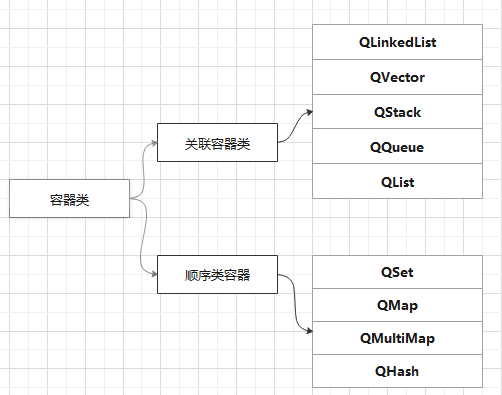 容器类
关联容器类
QLinkedList
QVector
QStack
QQueue
QList
顺序类容器
QSet
QMap
QMultiMap
QHash